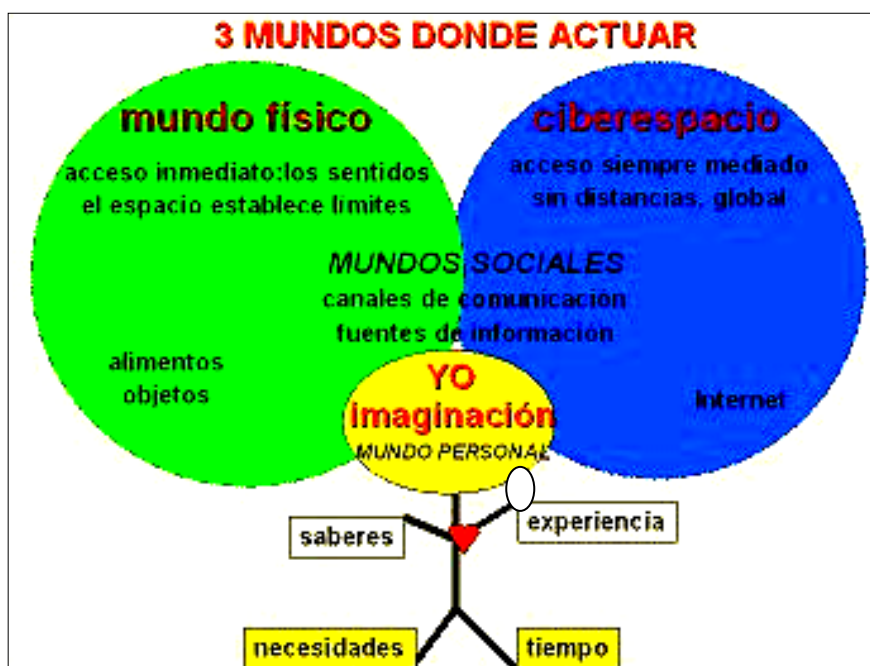 3 MUNDOS DONDE ACTUAR
mundo físico
acceso inmediato:los sentidos
el espacio establece límites
ciberespacio
acceso siempre mediado
sin distancias, global
MUNDOS SOCIALES
canales de comunicación
fuentes de información
alimentos
objetos
Internet
YO
Imaginación
MUNDO PERSONAL
saberes
experiencia
necesidades
tiempo